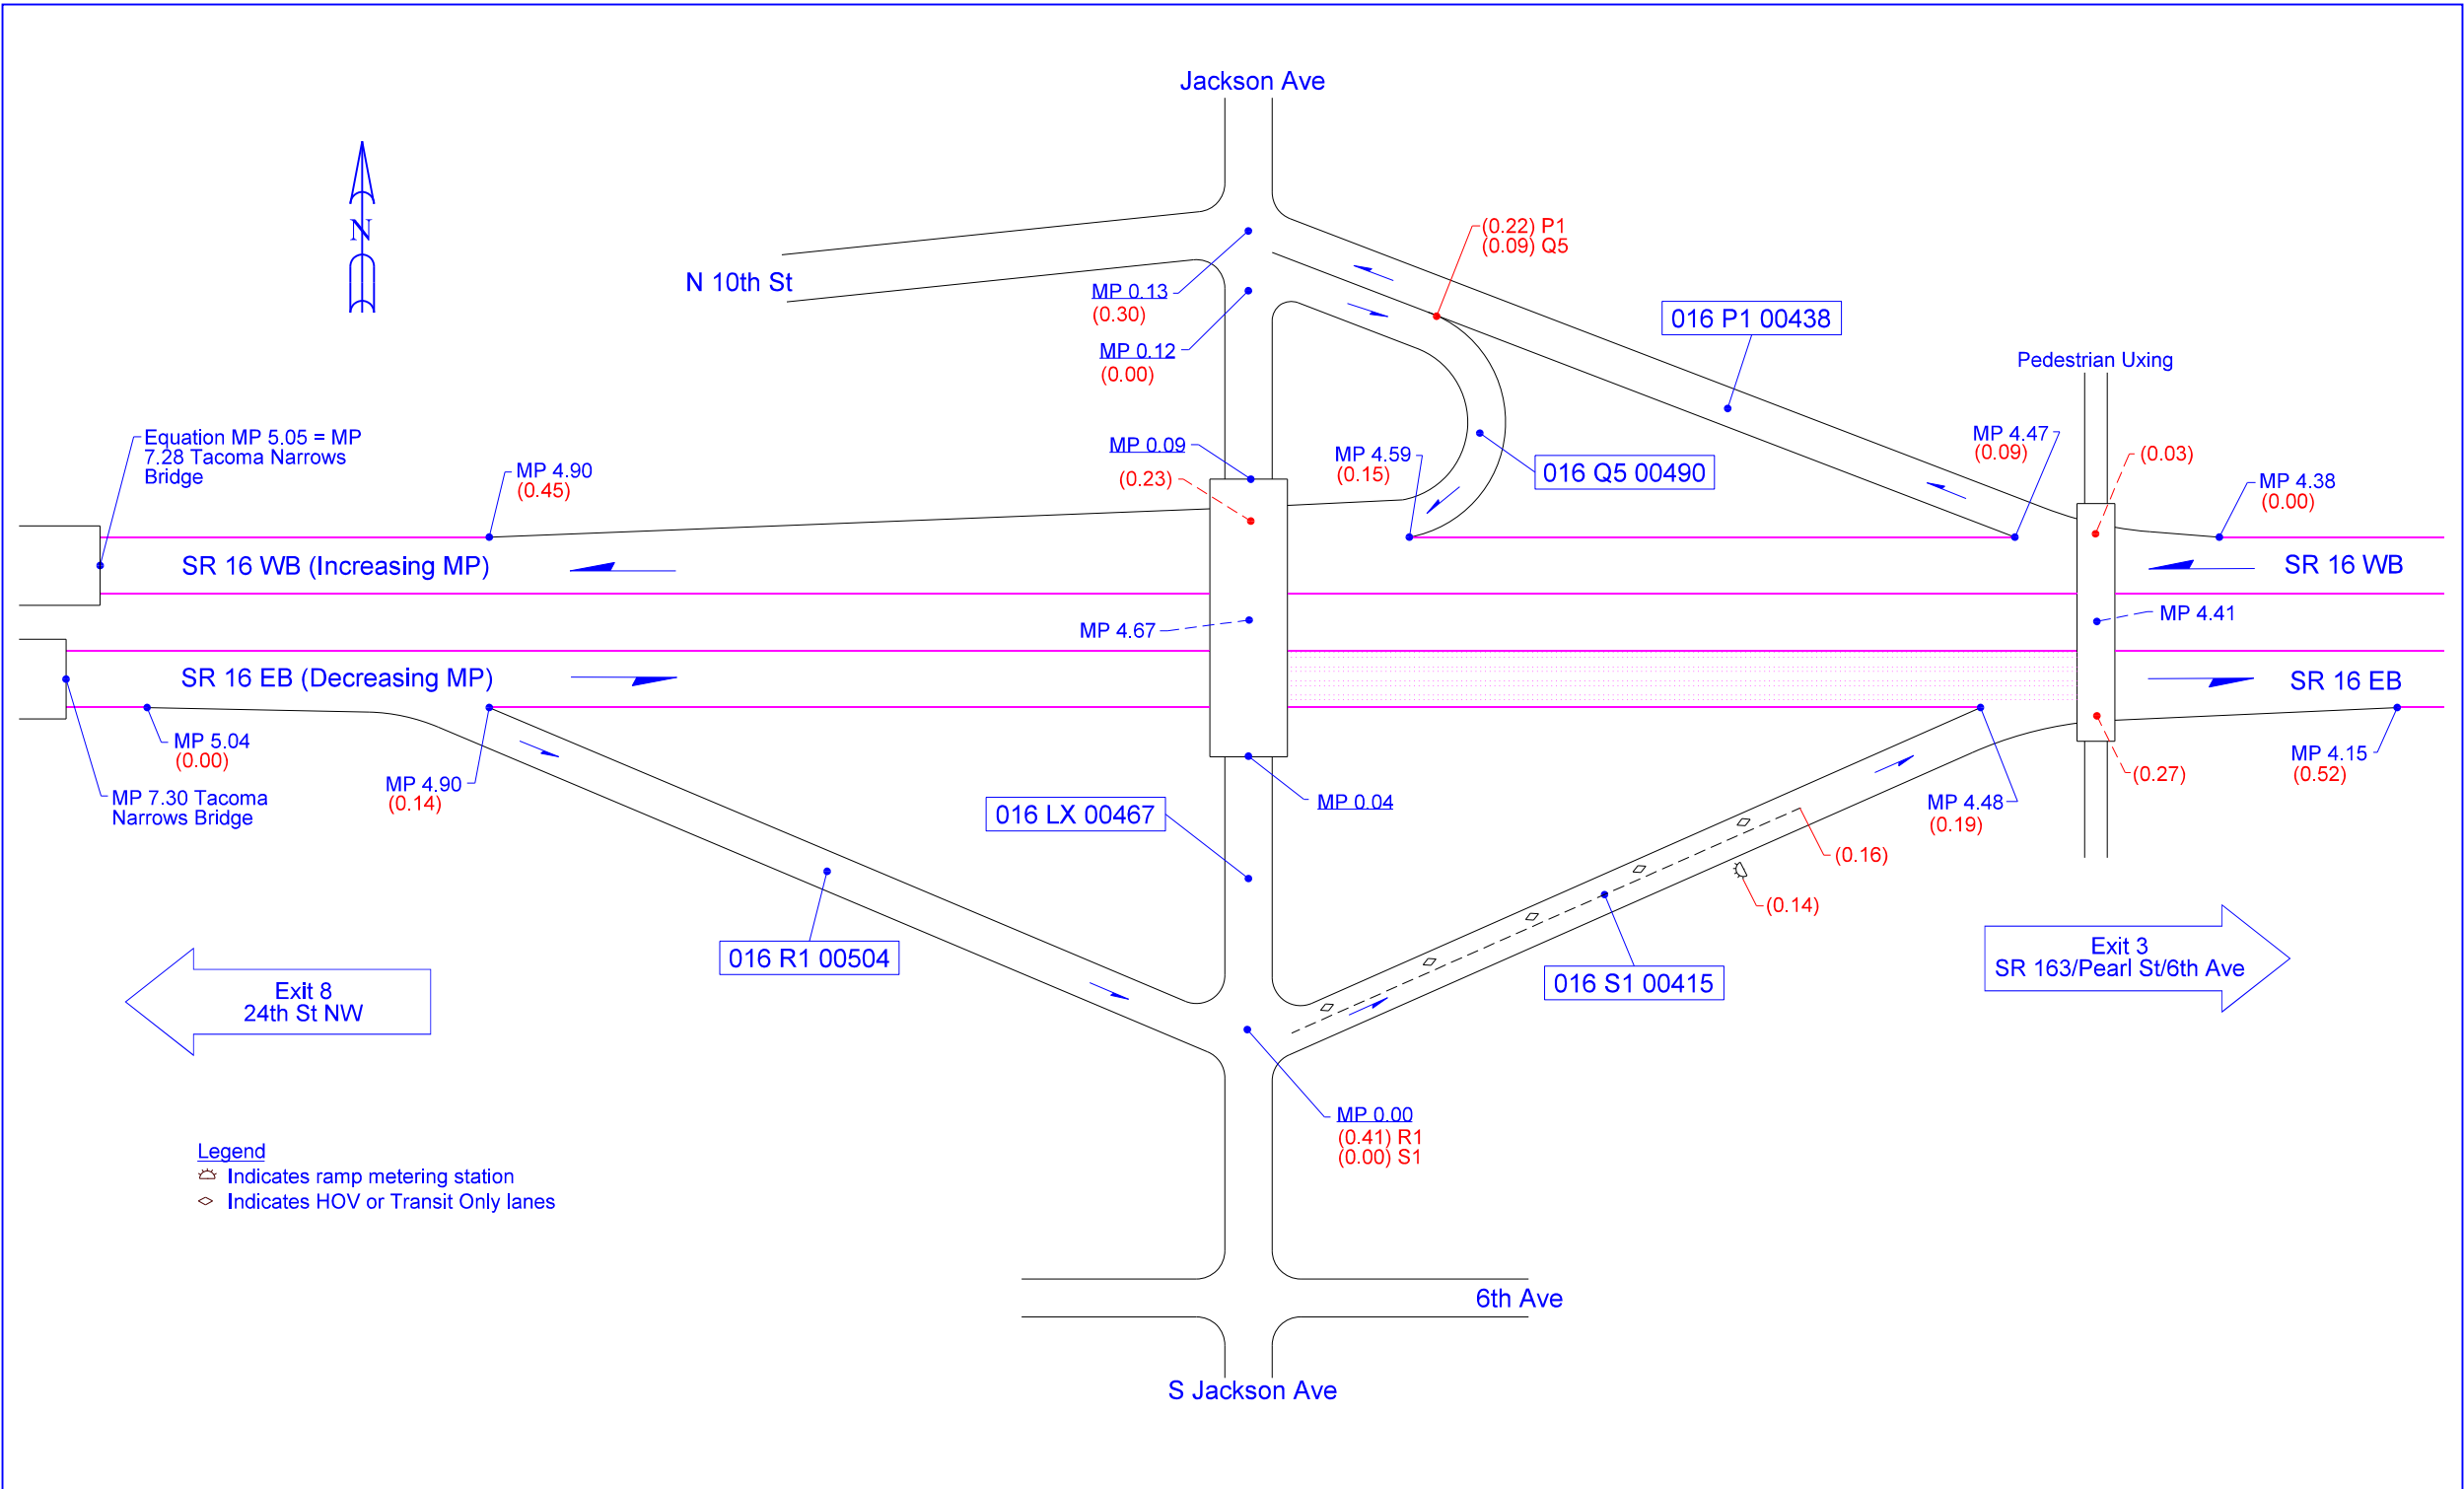 Jackson Ave
N
N 10th St
(0.22) P1
(0.09) Q5
MP 0.13
(0.30)
MP 0.12
(0.00)
016 P1 00438
Pedestrian Uxing
Equation MP 5.05 = MP
7.28 Tacoma Narrows
Bridge
MP 4.90
(0.45)
MP 0.09
(0.23)
MP 4.59
(0.15)
016 Q5 00490
MP 4.47
(0.09)
(0.03)
MP 4.38
(0.00)
SR 16 WB (Increasing MP)
SR 16 WB
MP 4.67
MP 4.41
SR 16 EB (Decreasing MP)
SR 16 EB
MP 5.04
(0.00)
MP 7.30 Tacoma
Narrows Bridge
MP 4.90
(0.14)
016 LX 00467
MP 0.04
MP 4.48
(0.19)
(0.27)
MP 4.15
(0.52)
(0.16)
(0.14)
016 R1 00504
016 S1 00415
Exit 8
24th St NW
Exit 3
SR 163/Pearl St/6th Ave
MP 0.00
(0.41) R1
(0.00) S1
Legend
Indicates ramp metering station
Indicates HOV or Transit Only lanes
6th Ave
S Jackson Ave